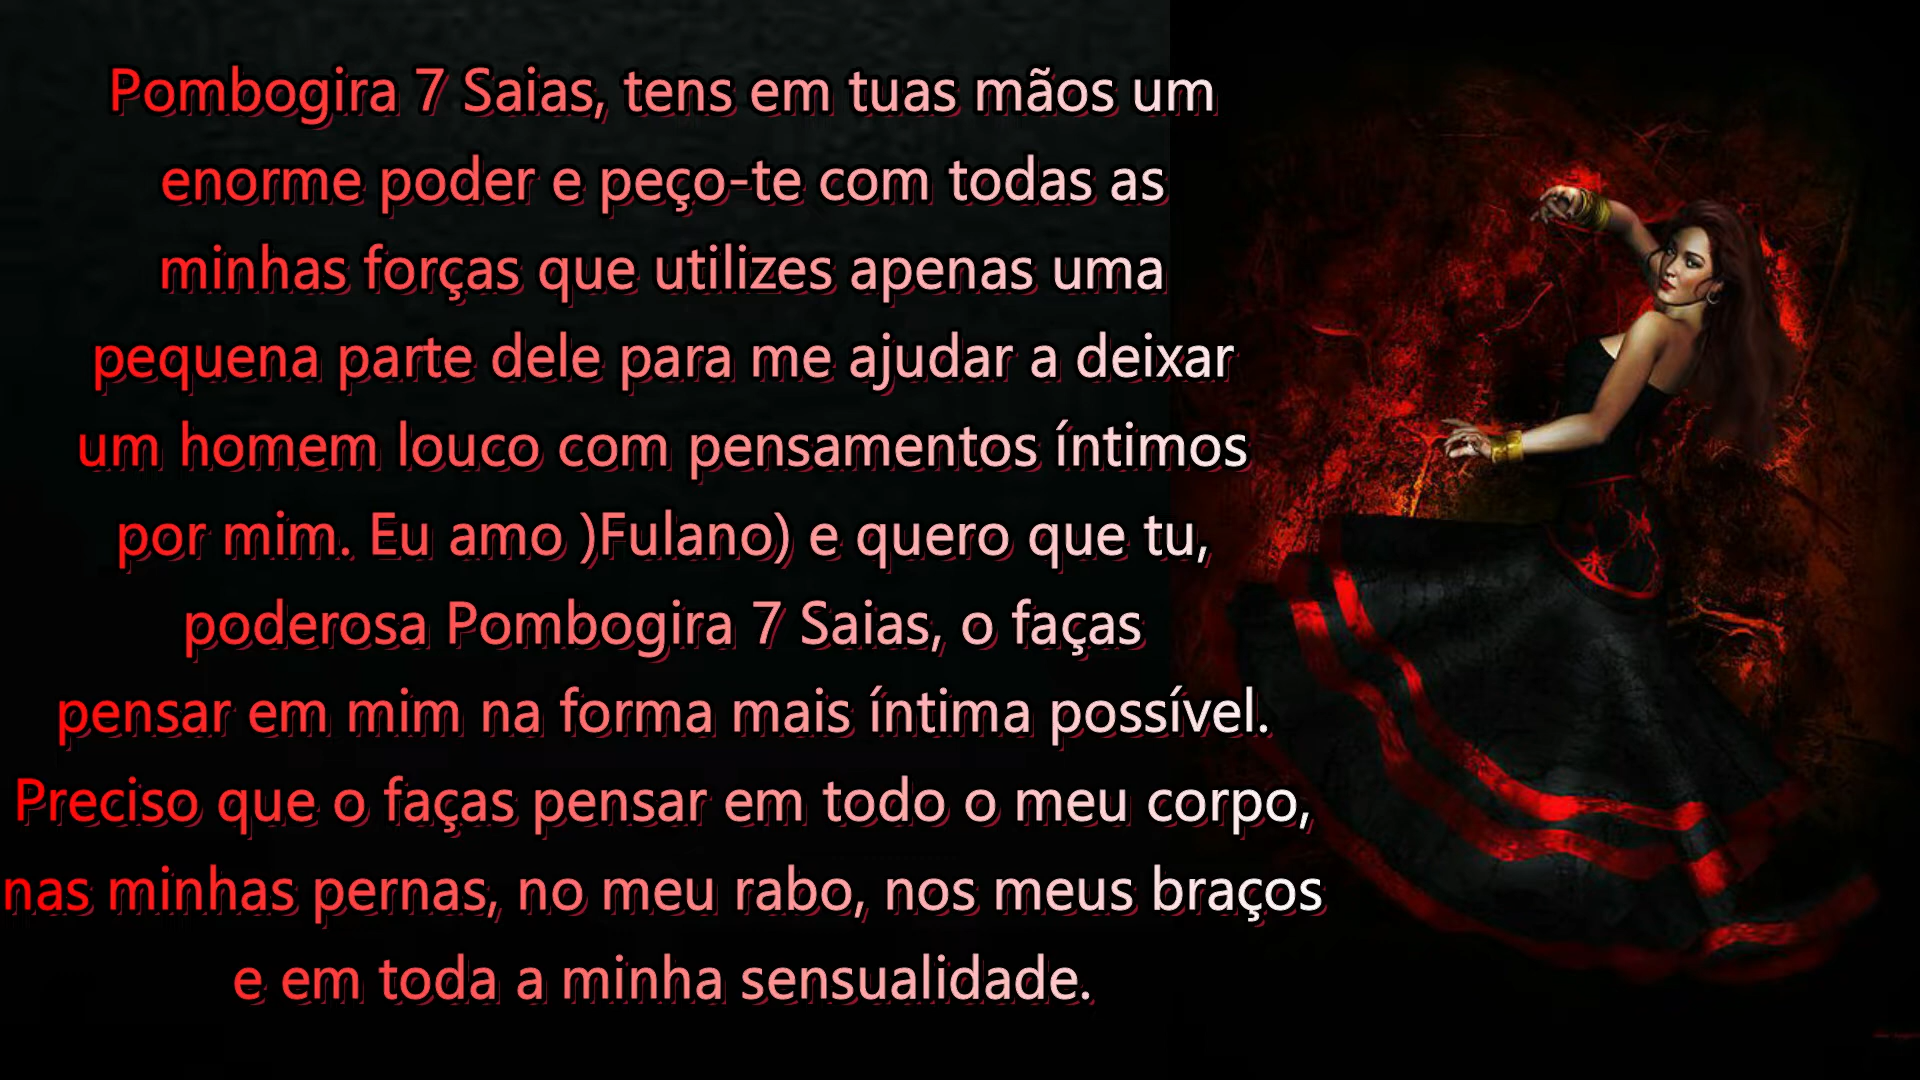 Pombogira 7 Saias, tens em tuas mãos um
enorme poder e peço-te com todas as
minhas forças que utilizes apenas uma
pequena parte dele para me ajudar a deixar
um homem louco com pensamentos íntimos
por mim. Eu amo )Fulano) e quero que tu,
poderosa Pombogira 7 Saias, o faças
pensar em mim na forma mais íntima possível.
Preciso que o faças pensar em todo o meu corpo,
nas minhas pernas, no meu rabo, nos meus braços
e em toda a minha sensualidade.